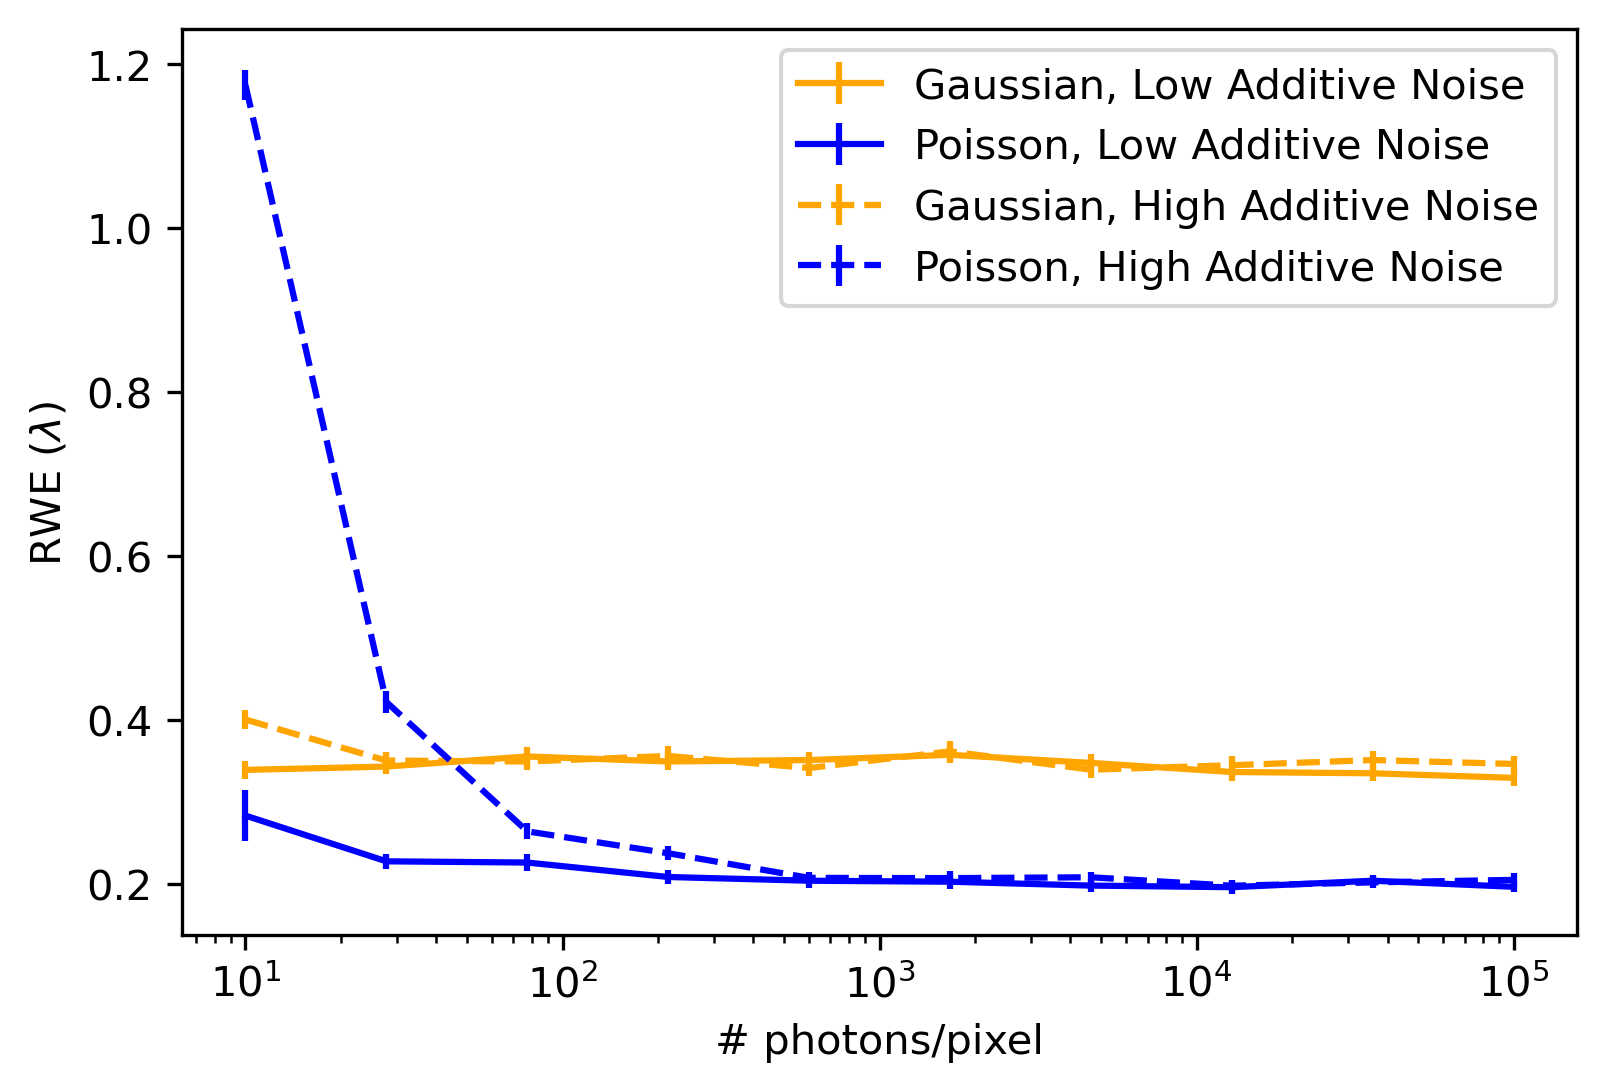 1.2
1.0
0.8
0.6
0.4
0.2
RWE (λ)
Gaussian, Low Additive Noise
Poisson, Low Additive Noise
Gaussian, High Additive Noise
Poisson, High Additive Noise
10¹ 10² 10³ 10⁴ 10⁵
# photons/pixel